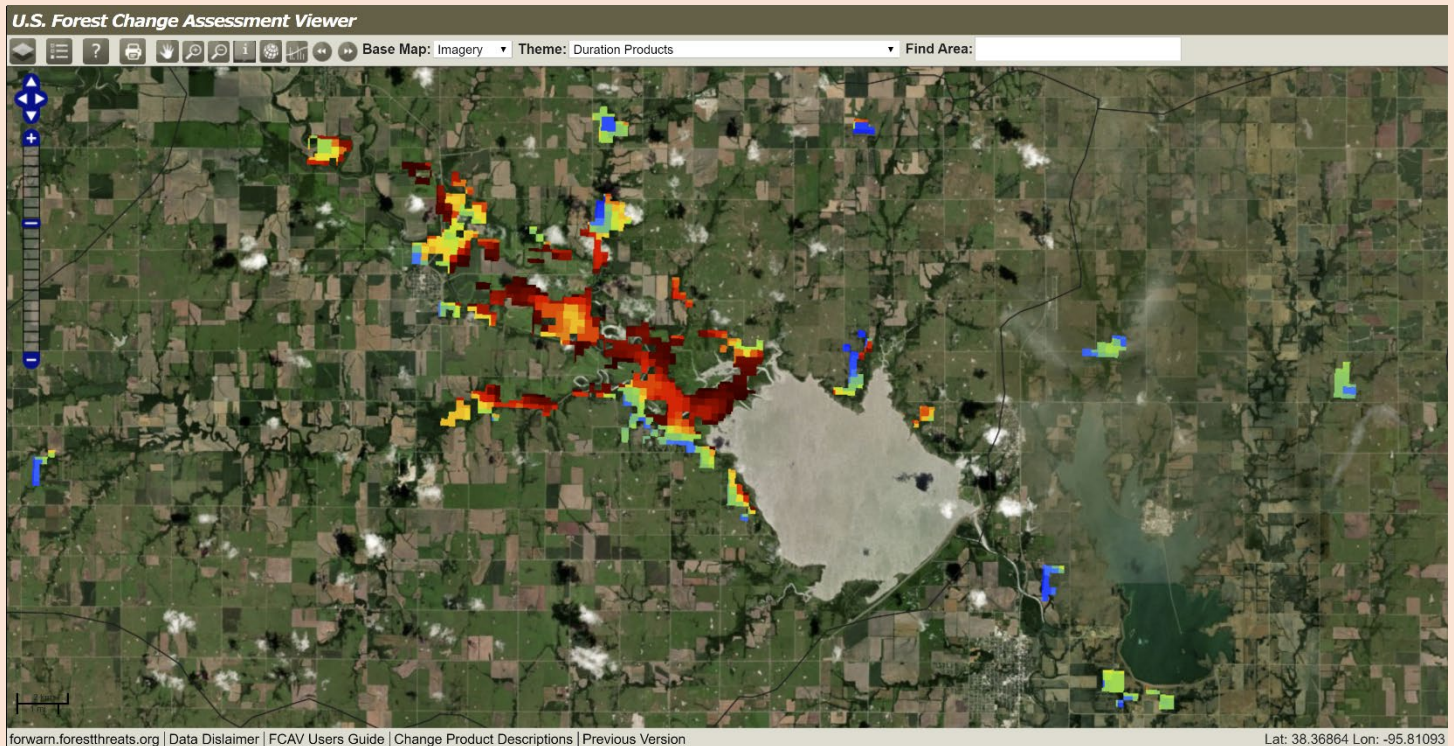 U.S. Forest Change Assessment Viewer
? i Base Map: Imagery Theme: Duration Products Find Area:
+
−
forwarn.forestthreats.org | Data Dislaimer | FCAV Users Guide | Change Product Descriptions | Previous Version Lat: 38.36864 Lon: -95.81093